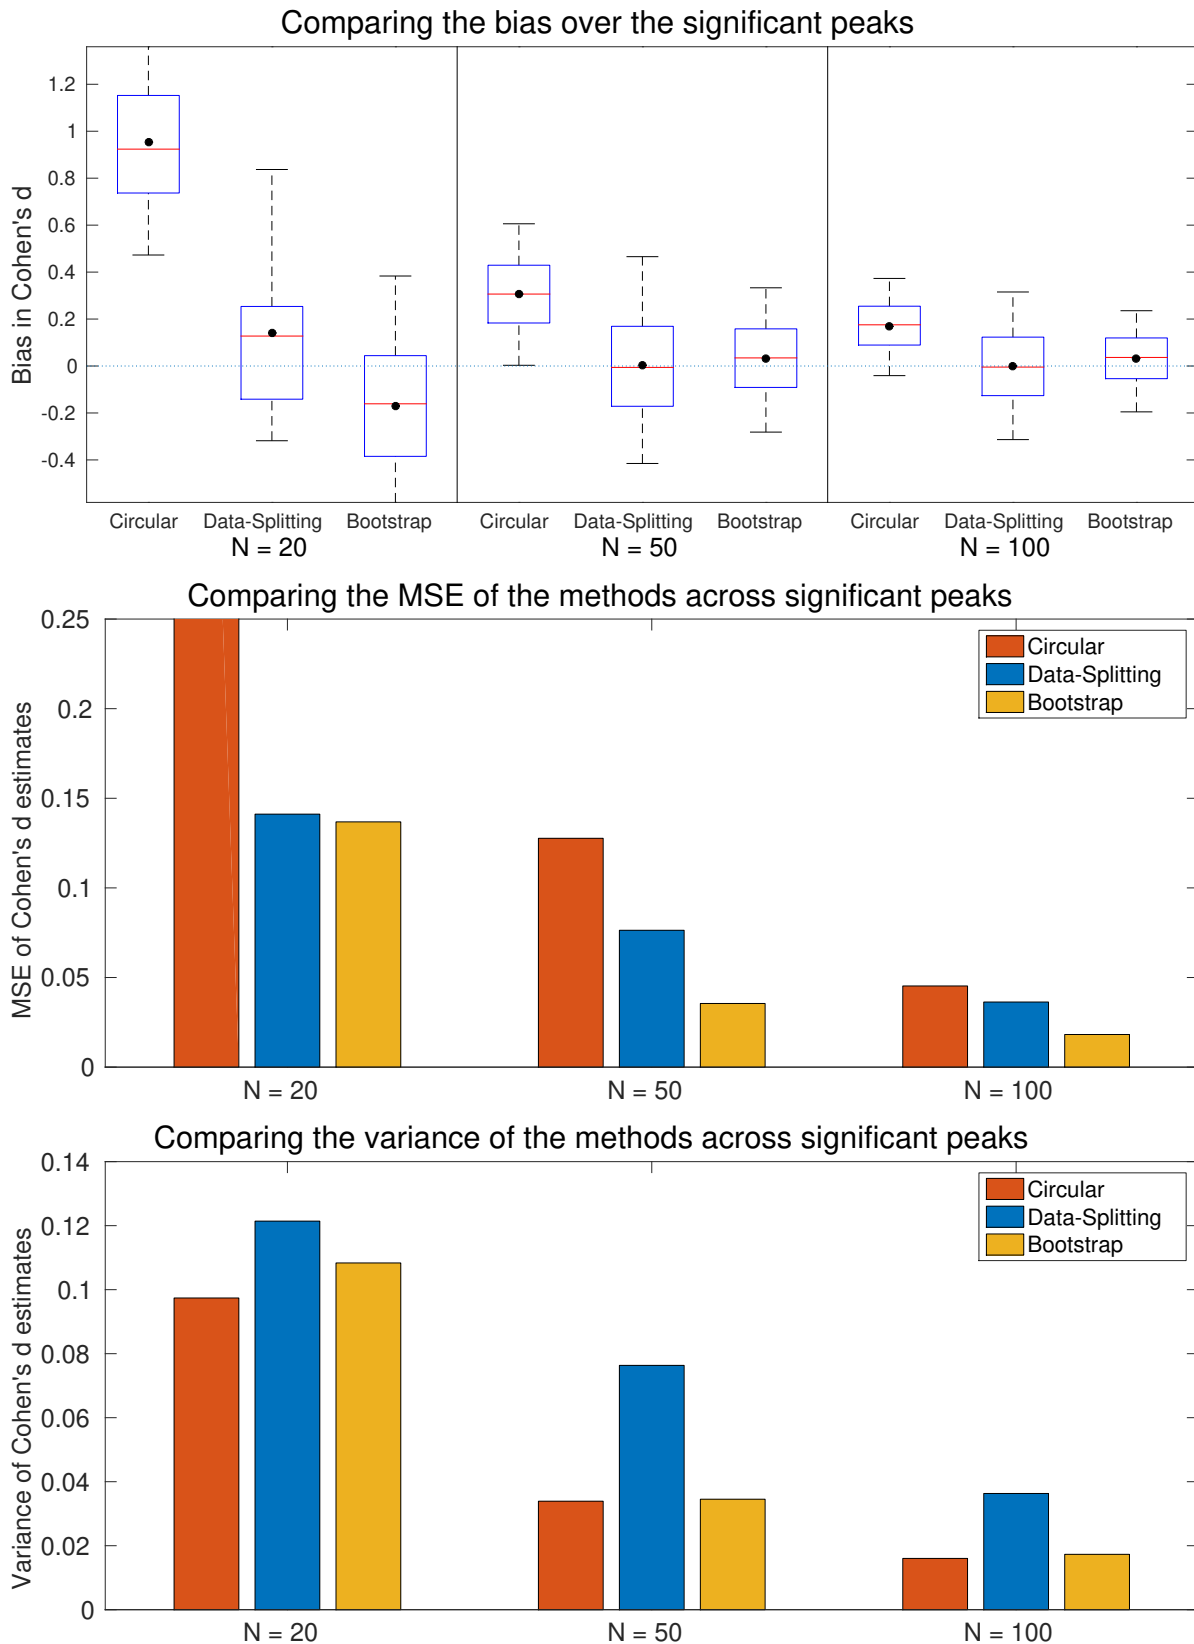 Comparing the bias over the significant peaks
Bias in Cohen's d
1.2
1
0.8
0.6
0.4
0.2
0
-0.2
-0.4
Circular Data-Splitting Bootstrap Circular Data-Splitting Bootstrap Circular Data-Splitting Bootstrap
N = 20 N = 50 N = 100
Comparing the MSE of the methods across significant peaks
MSE of Cohen's d estimates
0.25
0.2
0.15
0.1
0.05
0
Circular
Data-Splitting
Bootstrap
N = 20 N = 50 N = 100
Comparing the variance of the methods across significant peaks
Variance of Cohen's d estimates
0.14
0.12
0.1
0.08
0.06
0.04
0.02
0
Circular
Data-Splitting
Bootstrap
N = 20 N = 50 N = 100